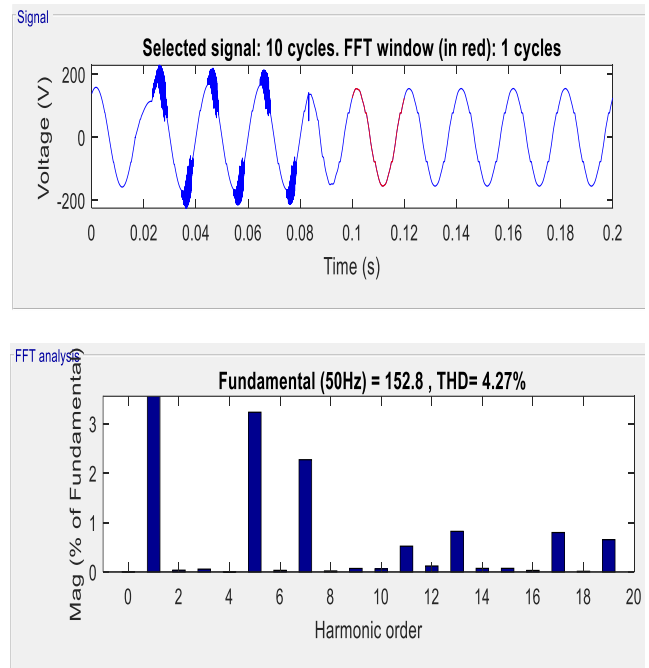 Signal
Selected signal: 10 cycles. FFT window (in red): 1 cycles
200
0
-200
Voltage (V)
0 0.02 0.04 0.06 0.08 0.1 0.12 0.14 0.16 0.18 0.2
Time (s)
FFT analysis
Fundamental (50Hz) = 152.8 , THD= 4.27%
3
2
1
0
Mag (% of Fundamental)
0 2 4 6 8 10 12 14 16 18 20
Harmonic order